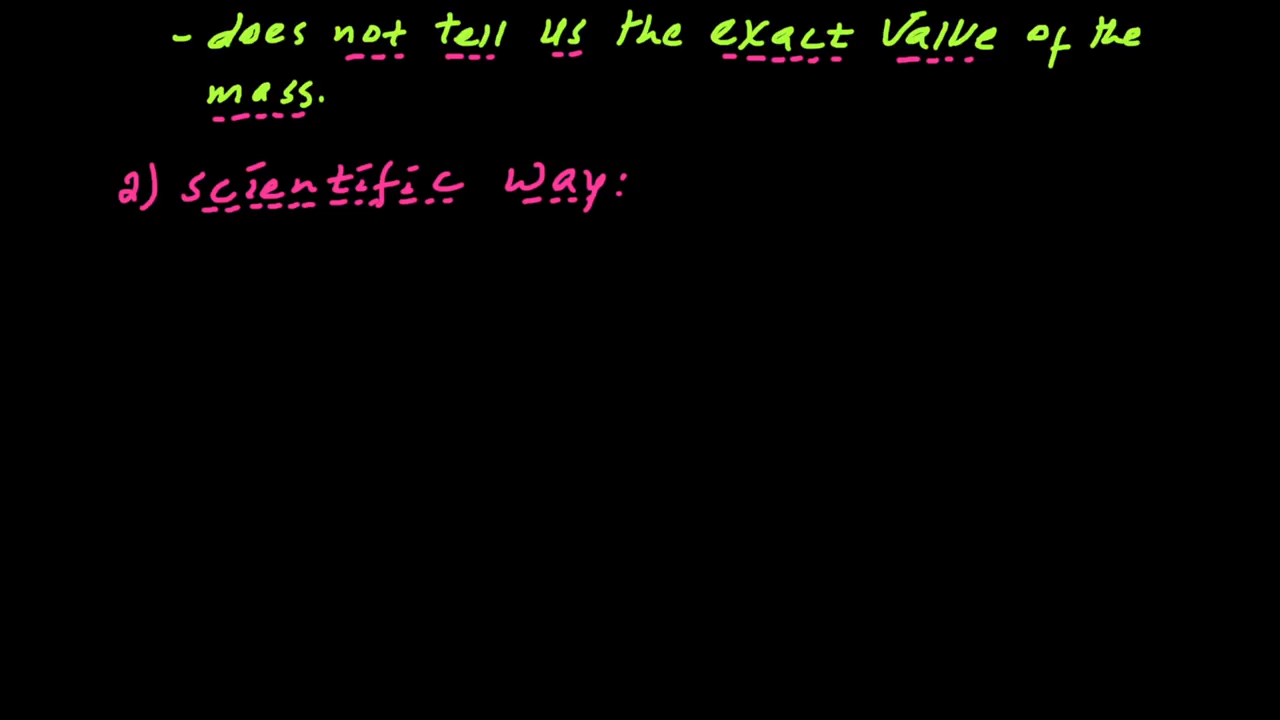 - does not tell us the exact value of the
mass.
2) scientific way: